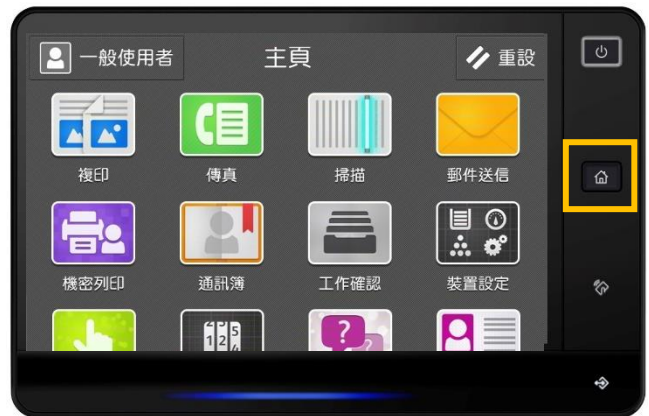 一般使用者
主頁
重設
複印
傳真
掃描
郵件送信
機密列印
通訊簿
工作確認
裝置設定